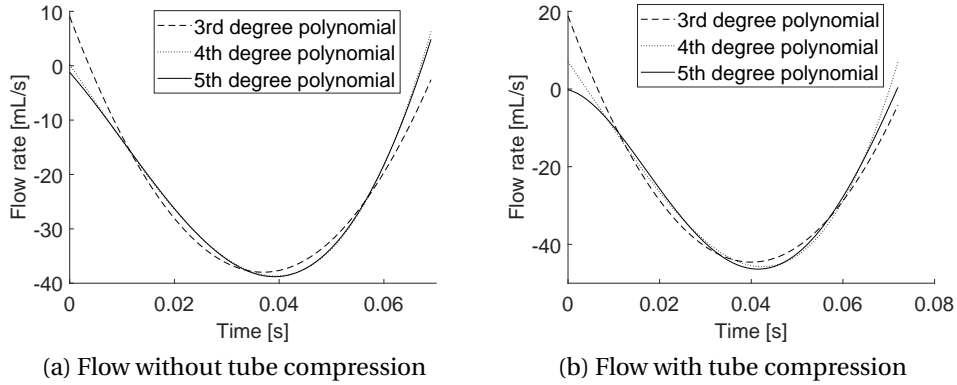 10
0
-10
-20
-30
-40
Flow rate [mL/s]
3rd degree polynomial
4th degree polynomial
5th degree polynomial
0
0.02
0.04
0.06
Time [s]
(a) Flow without tube compression
20
0
-20
-40
Flow rate [mL/s]
3rd degree polynomial
4th degree polynomial
5th degree polynomial
0
0.02
0.04
0.06
0.08
Time [s]
(b) Flow with tube compression